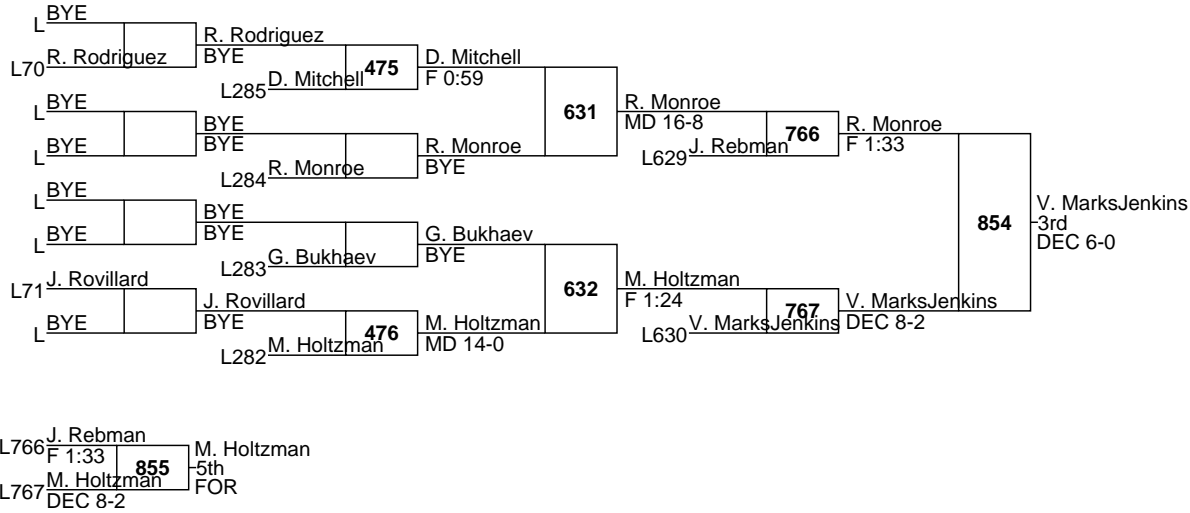 BYE
L
R. Rodriguez
BYE
L70 R. Rodriguez
475
D. Mitchell
F 0:59
L285 D. Mitchell
631
R. Monroe
MD 16-8
L BYE
BYE
BYE
L BYE
R. Monroe
BYE
L284 R. Monroe
766
R. Monroe
F 1:33
L629 J. Rebman
L BYE
BYE
BYE
L BYE
G. Bukhaev
BYE
L283 G. Bukhaev
632
M. Holtzman
F 1:24
L71 J. Rovillard
J. Rovillard
BYE
L BYE
476
M. Holtzman
MD 14-0
L282 M. Holtzman
767
V. MarksJenkins
DEC 8-2
L630 V. MarksJenkins
854
V. MarksJenkins
3rd
DEC 6-0
L766 J. Rebman
F 1:33
855
M. Holtzman
5th
FOR
L767 M. Holtzman
DEC 8-2